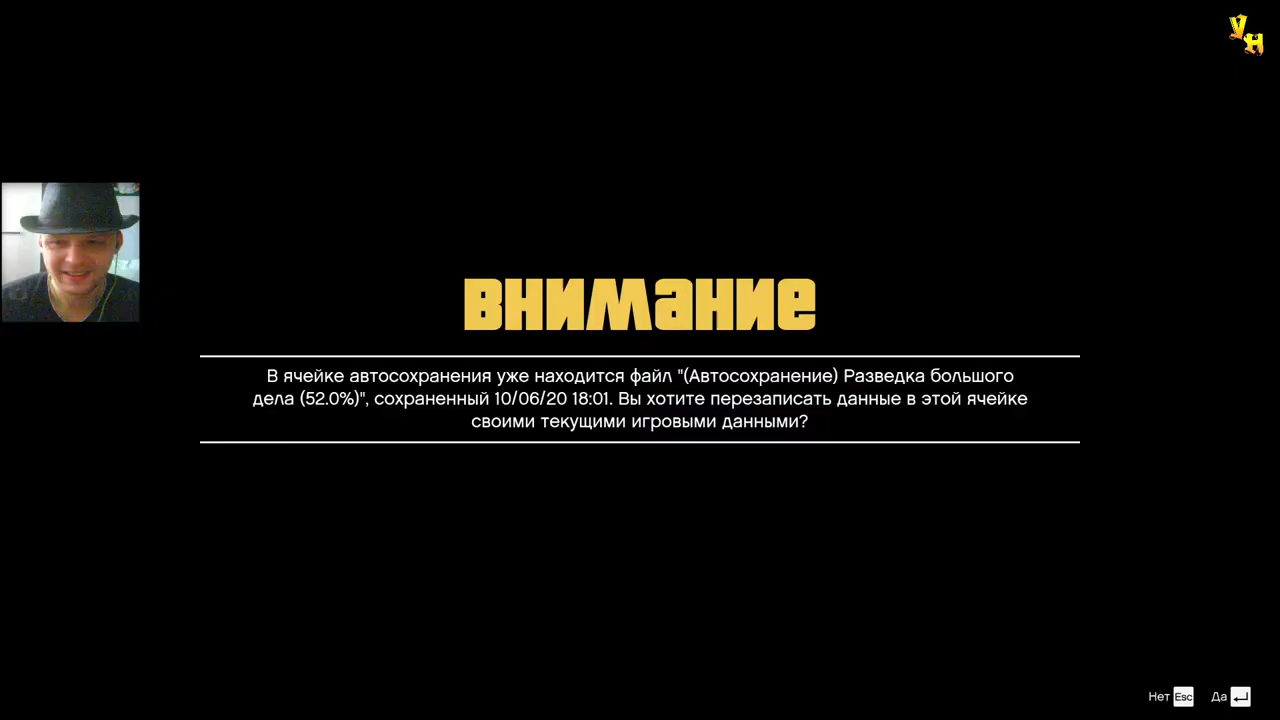 УН
внимание
В ячейке автосохранения уже находится файл "(Автосохранение) Разведка большого
дела (52.0%)", сохраненный 10/06/20 18:01. Вы хотите перезаписать данные в этой ячейке
своими текущими игровыми данными?
Нет Esc Да